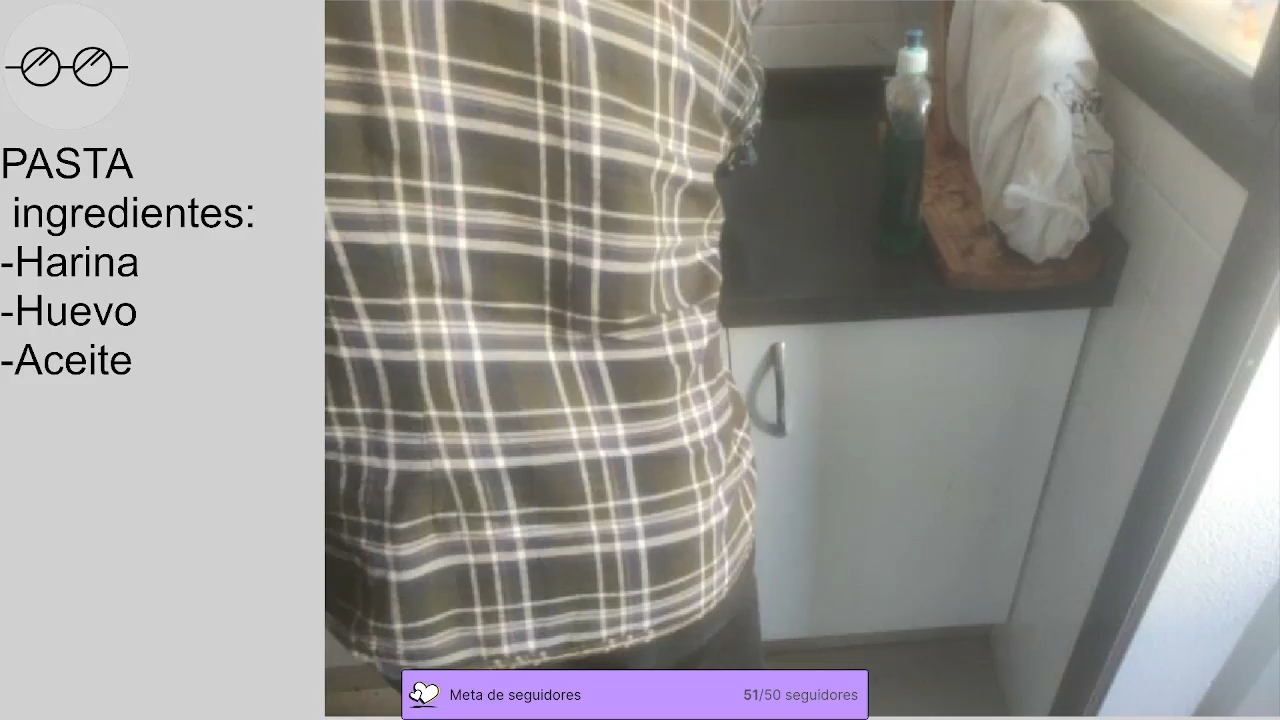 PASTA
ingredientes:
-Harina
-Huevo
-Aceite
Meta de seguidores
51/50 seguidores